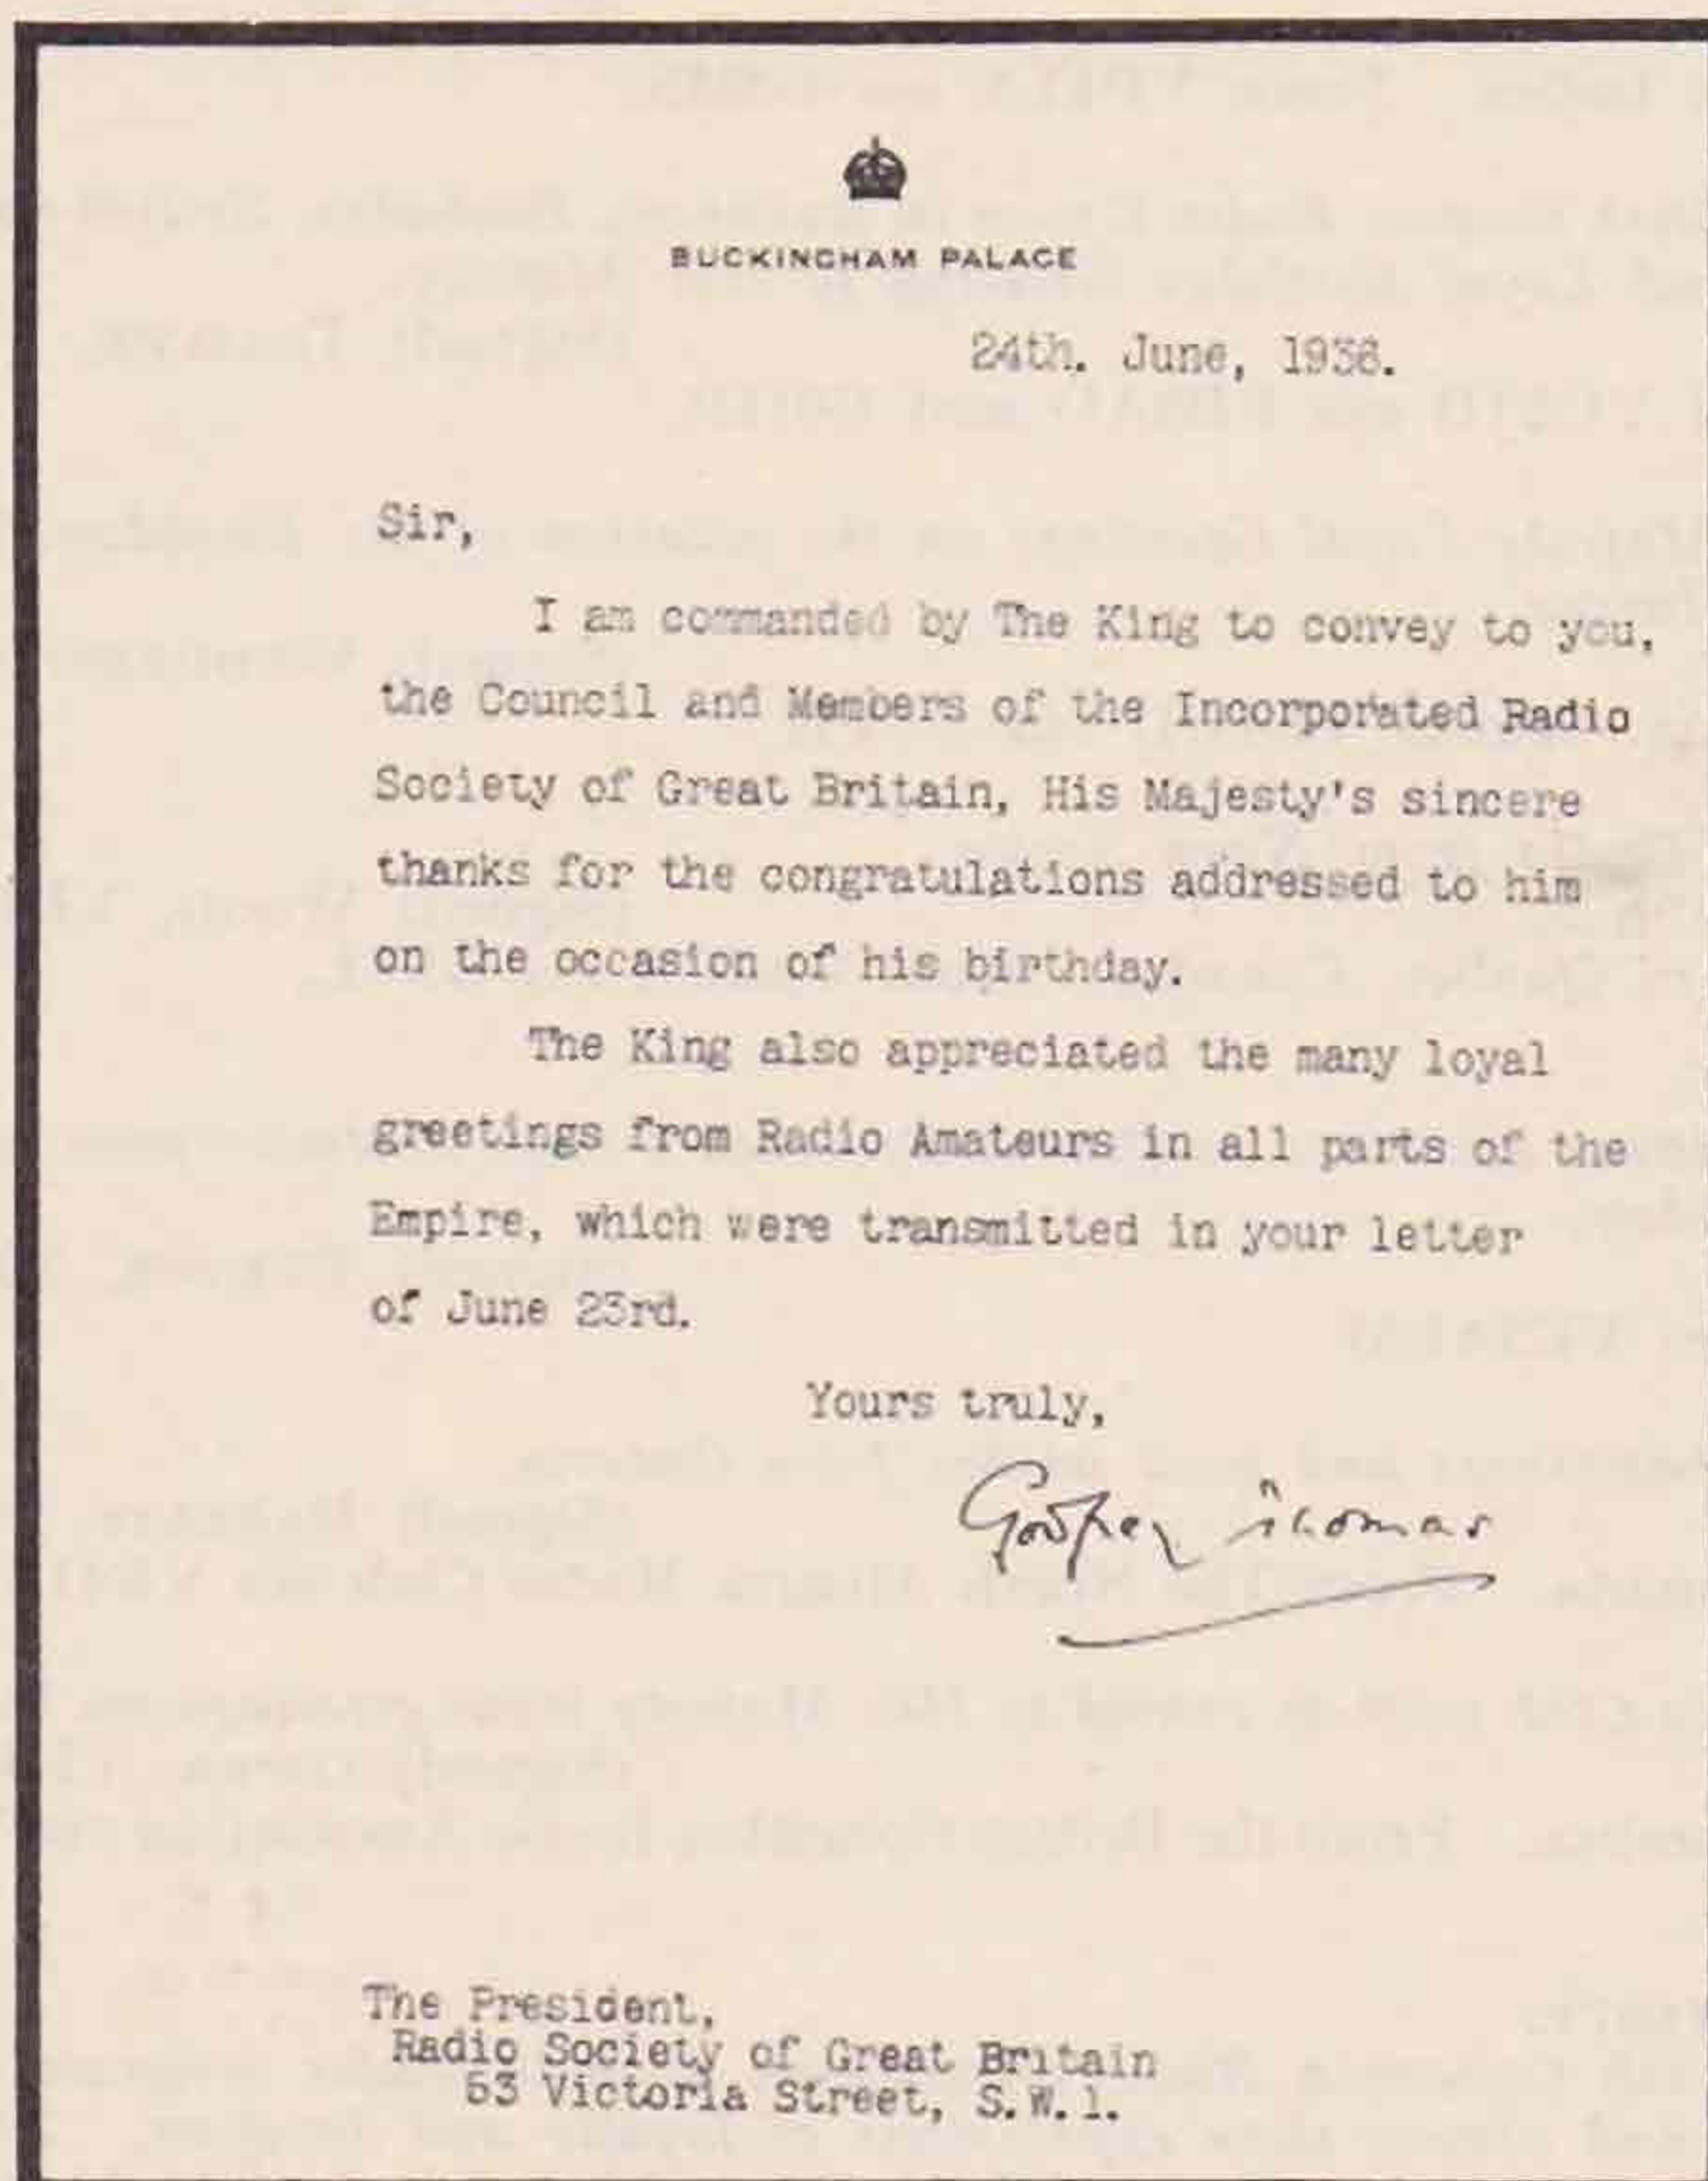 BUCKINGHAM PALACE
24th. June, 1936.
Sir,
I am commanded by The King to convey to you,
the Council and Members of the Incorporated Radio
Society of Great Britain, His Majesty's sincere
thanks for the congratulations addressed to him
on the occasion of his birthday.
The King also appreciated the many loyal
greetings from Radio Amateurs in all parts of the
Empire, which were transmitted in your letter
of June 23rd.
Yours truly,
Godfrey Thomas
The President,
Radio Society of Great Britain
53 Victoria Street, S.W.1.